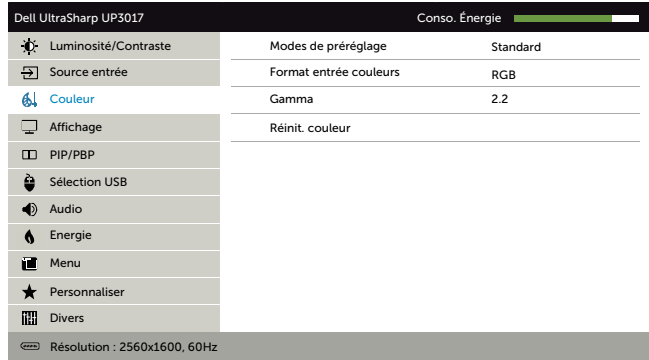 Dell UltraSharp UP3017 Conso. Énergie
Luminosité/Contraste Modes de préréglage Standard
Source entrée Format entrée couleurs RGB
Couleur Gamma 2.2
Affichage Réinit. couleur
PIP/PBP
Sélection USB
Audio
Energie
Menu
Personnaliser
Divers
Résolution : 2560x1600, 60Hz